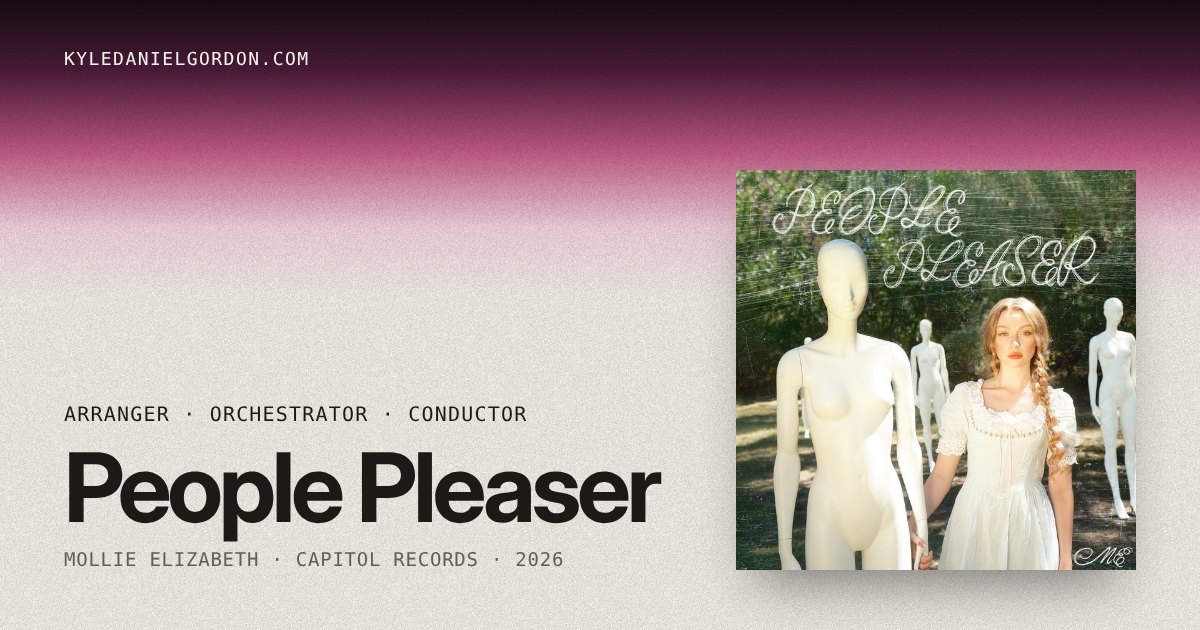 KYLEDANIELGORDON.COM
PEOPLE
PLEASER
ARRANGER · ORCHESTRATOR · CONDUCTOR
People Pleaser
MOLLIE ELIZABETH · CAPITOL RECORDS · 2026
ME